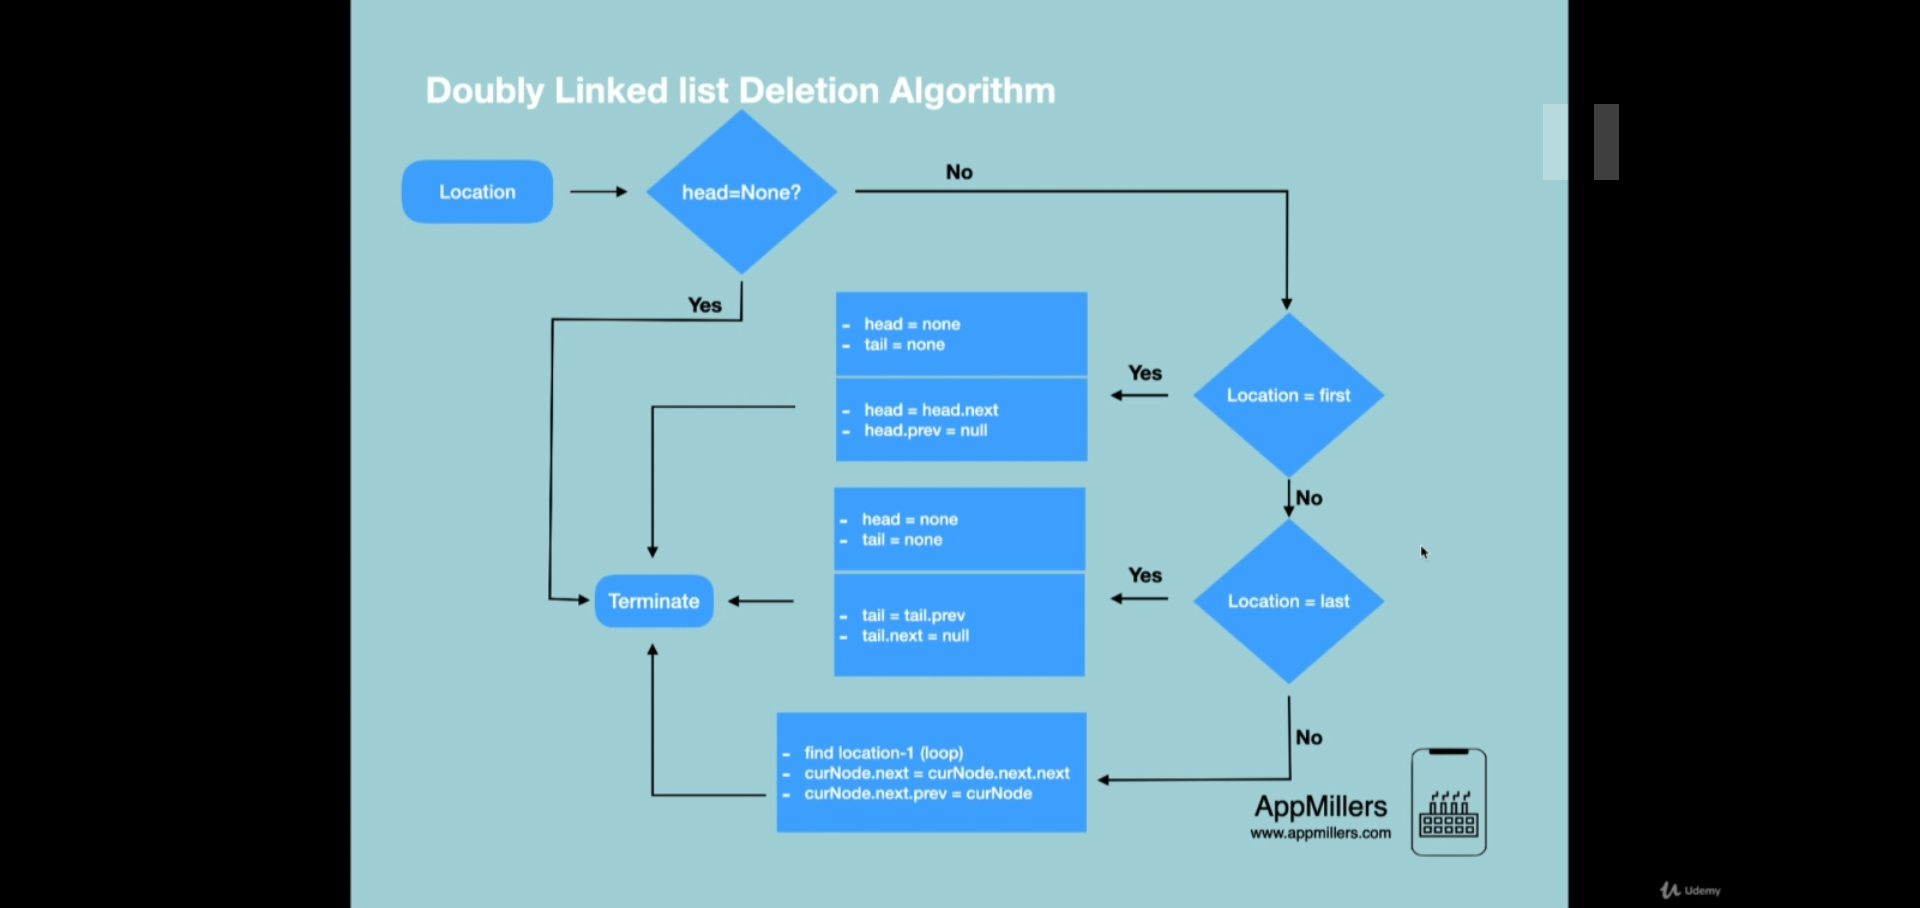 Doubly Linked list Deletion Algorithm
Location
head=None?
No
Yes
- head = none
- tail = none
- head = head.next
- head.prev = null
Yes
Location = first
No
- head = none
- tail = none
- tail = tail.prev
- tail.next = null
Yes
Location = last
Terminate
No
- find location-1 (loop)
- curNode.next = curNode.next.next
- curNode.next.prev = curNode
AppMillers
www.appmillers.com
Udemy